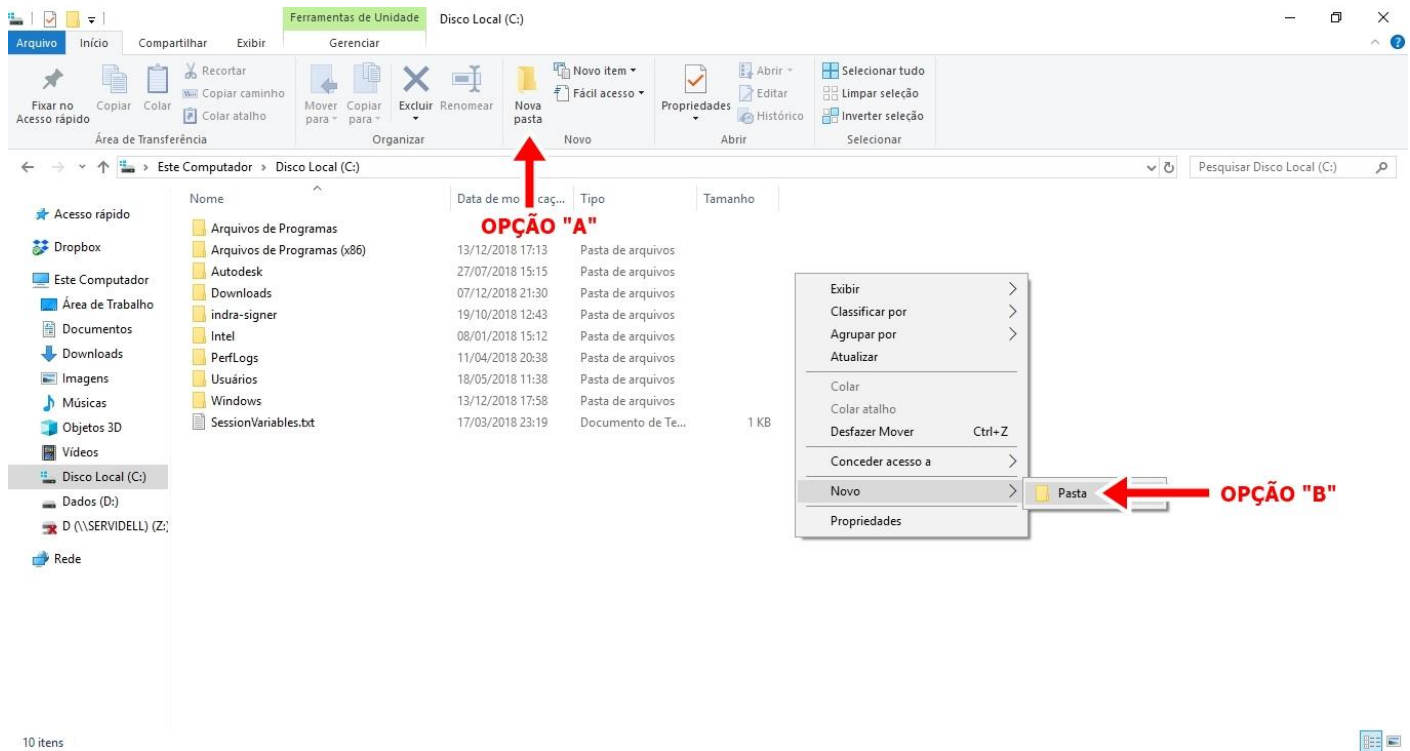 Ferramentas de Unidade Disco Local (C:)
Arquivo Início Compartilhar Exibir Gerenciar
Fixar no Acesso rápido
Copiar
Colar
Recortar
Copiar caminho
Colar atalho
Área de Transferência
Mover para
Copiar para
Excluir
Renomear
Organizar
Nova pasta
Novo item
Fácil acesso
Novo
Propriedades
Abrir
Editar
Histórico
Abrir
Selecionar tudo
Limpar seleção
Inverter seleção
Selecionar
Este Computador > Disco Local (C:)
Pesquisar Disco Local (C:)
Acesso rápido
Dropbox
Este Computador
Área de Trabalho
Documentos
Downloads
Imagens
Músicas
Objetos 3D
Vídeos
Disco Local (C:)
Dados (D:)
D (\\SERVIDELL) (Z:)
Rede
Nome Data de mo caç... Tipo Tamanho
OPÇÃO "A"
Arquivos de Programas
Arquivos de Programas (x86) 13/12/2018 17:13 Pasta de arquivos
Autodesk 27/07/2018 15:15 Pasta de arquivos
Downloads 07/12/2018 21:30 Pasta de arquivos
indra-signer 19/10/2018 12:43 Pasta de arquivos
Intel 08/01/2018 15:12 Pasta de arquivos
PerfLogs 11/04/2018 20:38 Pasta de arquivos
Usuários 18/05/2018 11:38 Pasta de arquivos
Windows 13/12/2018 17:58 Pasta de arquivos
SessionVariables.txt 17/03/2018 23:19 Documento de Te... 1 KB
Exibir
Classificar por
Agrupar por
Atualizar
Colar
Colar atalho
Desfazer Mover Ctrl+Z
Conceder acesso a
Novo
Propriedades
Pasta
OPÇÃO "B"
10 itens